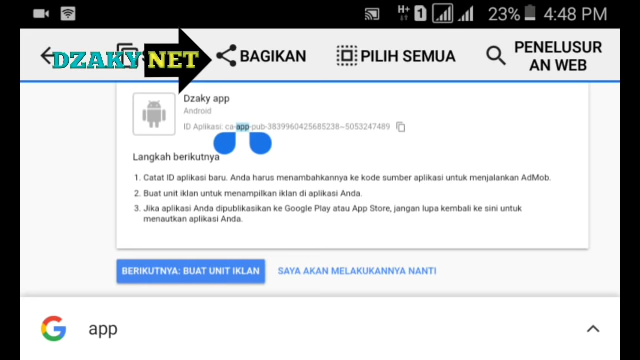 H+ 1 23% 4:48 PM
DZAKY NET
BAGIKAN
PILIH SEMUA
PENELUSUR
AN WEB
Dzaky app
Android
ID Aplikasi: ca-app-pub-3839960425685238~5053247489
Langkah berikutnya
1. Catat ID aplikasi baru. Anda harus menambahkannya ke kode sumber aplikasi untuk menjalankan AdMob.
2. Buat unit iklan untuk menampilkan iklan di aplikasi Anda.
3. Jika aplikasi Anda dipublikasikan ke Google Play atau App Store, jangan lupa kembali ke sini untuk
menautkan aplikasi Anda.
BERIKUTNYA: BUAT UNIT IKLAN
SAYA AKAN MELAKUKANNYA NANTI
G app